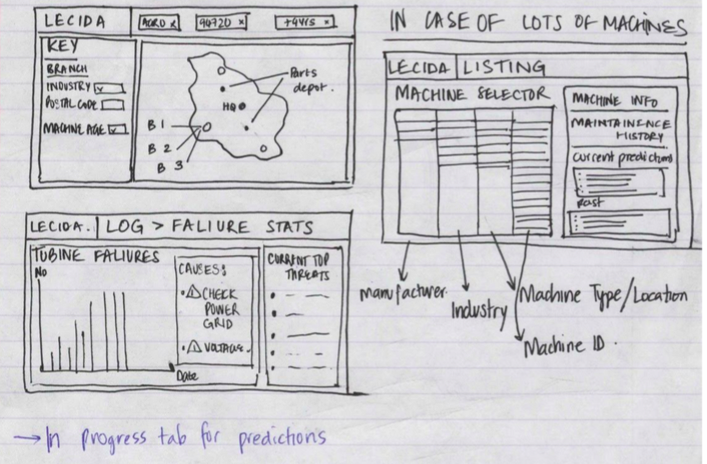 LECIDA
AGRO x
94720 x
+4yrs x
KEY
BRANCH
INDUSTRY
POSTAL CODE
MACHINE AGE
Parts
depot.
HQ
B 1
B 2
B 3
IN CASE OF LOTS OF MACHINES
LECIDA LISTING
MACHINE SELECTOR
MACHINE INFO
MAINTAINENCE
HISTORY
Current predictions
Past
Manufacturer
Industry
Machine Type/Location
Machine ID.
LECIDA. LOG > FALIURE STATS
TUBINE FALIURES
No
Date
CAUSES:
CHECK
POWER
GRID
VOLTAGE.
CURRENT TOP
THREATS
→ In progress tab for predictions